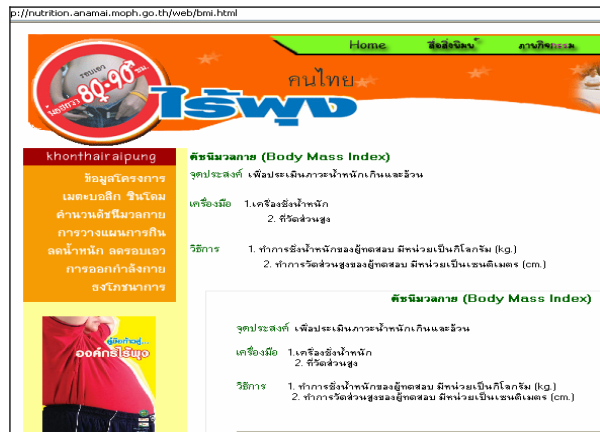 p://nutrition.anamai.moph.go.th/web/bmi.html
Home สื่อสิ่งพิมพ์ ภาพกิจกรรม
รอบเอว
80-90 ซม.
คนไทย
ไร้พุง
khonthairaipung
ข้อมูลโครงการ
เมตะบอลิก ซินโดม
คำนวนดัชนีมวลกาย
การวางแผนการกิน
ลดน้ำหนัก ลดรอบเอว
การออกกำลังกาย
ธงโภชนาการ
คู่มือก้าวสู่...
องค์กรไร้พุง
ดัชนีมวลกาย (Body Mass Index)
จุดประสงค์ เพื่อประเมินภาวะน้ำหนักเกินและอ้วน
เครื่องมือ 1.เครื่องชั่งน้ำหนัก
2. ที่วัดส่วนสูง
วิธีการ 1. ทำการชั่งน้ำหนักของผู้ทดสอบ มีหน่วยเป็นกิโลกรัม (kg.)
2. ทำการวัดส่วนสูงของผู้ทดสอบ มีหน่วยเป็นเซนติเมตร (cm.)
ดัชนีมวลกาย (Body Mass Index)
จุดประสงค์ เพื่อประเมินภาวะน้ำหนักเกินและอ้วน
เครื่องมือ 1.เครื่องชั่งน้ำหนัก
2. ที่วัดส่วนสูง
วิธีการ 1. ทำการชั่งน้ำหนักของผู้ทดสอบ มีหน่วยเป็นกิโลกรัม (kg.)
2. ทำการวัดส่วนสูงของผู้ทดสอบ มีหน่วยเป็นเซนติเมตร (cm.)